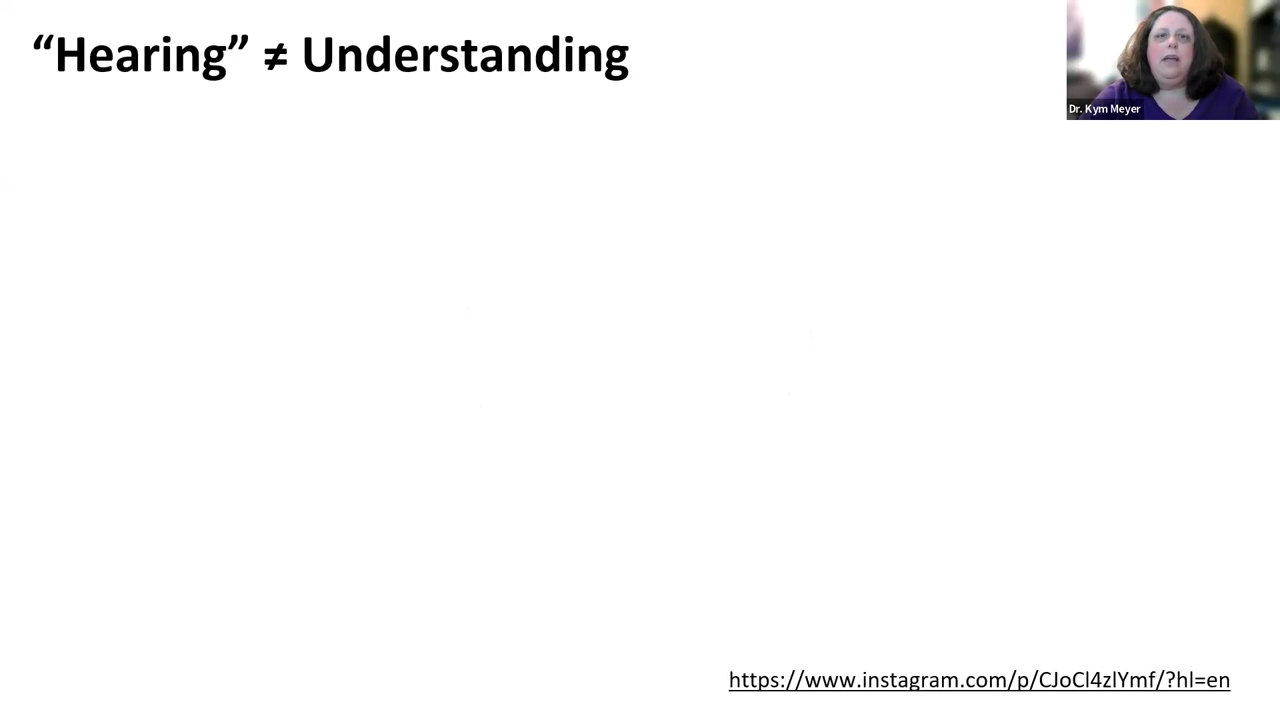 “Hearing” ≠ Understanding
Dr. Kym Meyer
https://www.instagram.com/p/CJoCl4zlYmf/?hl=en